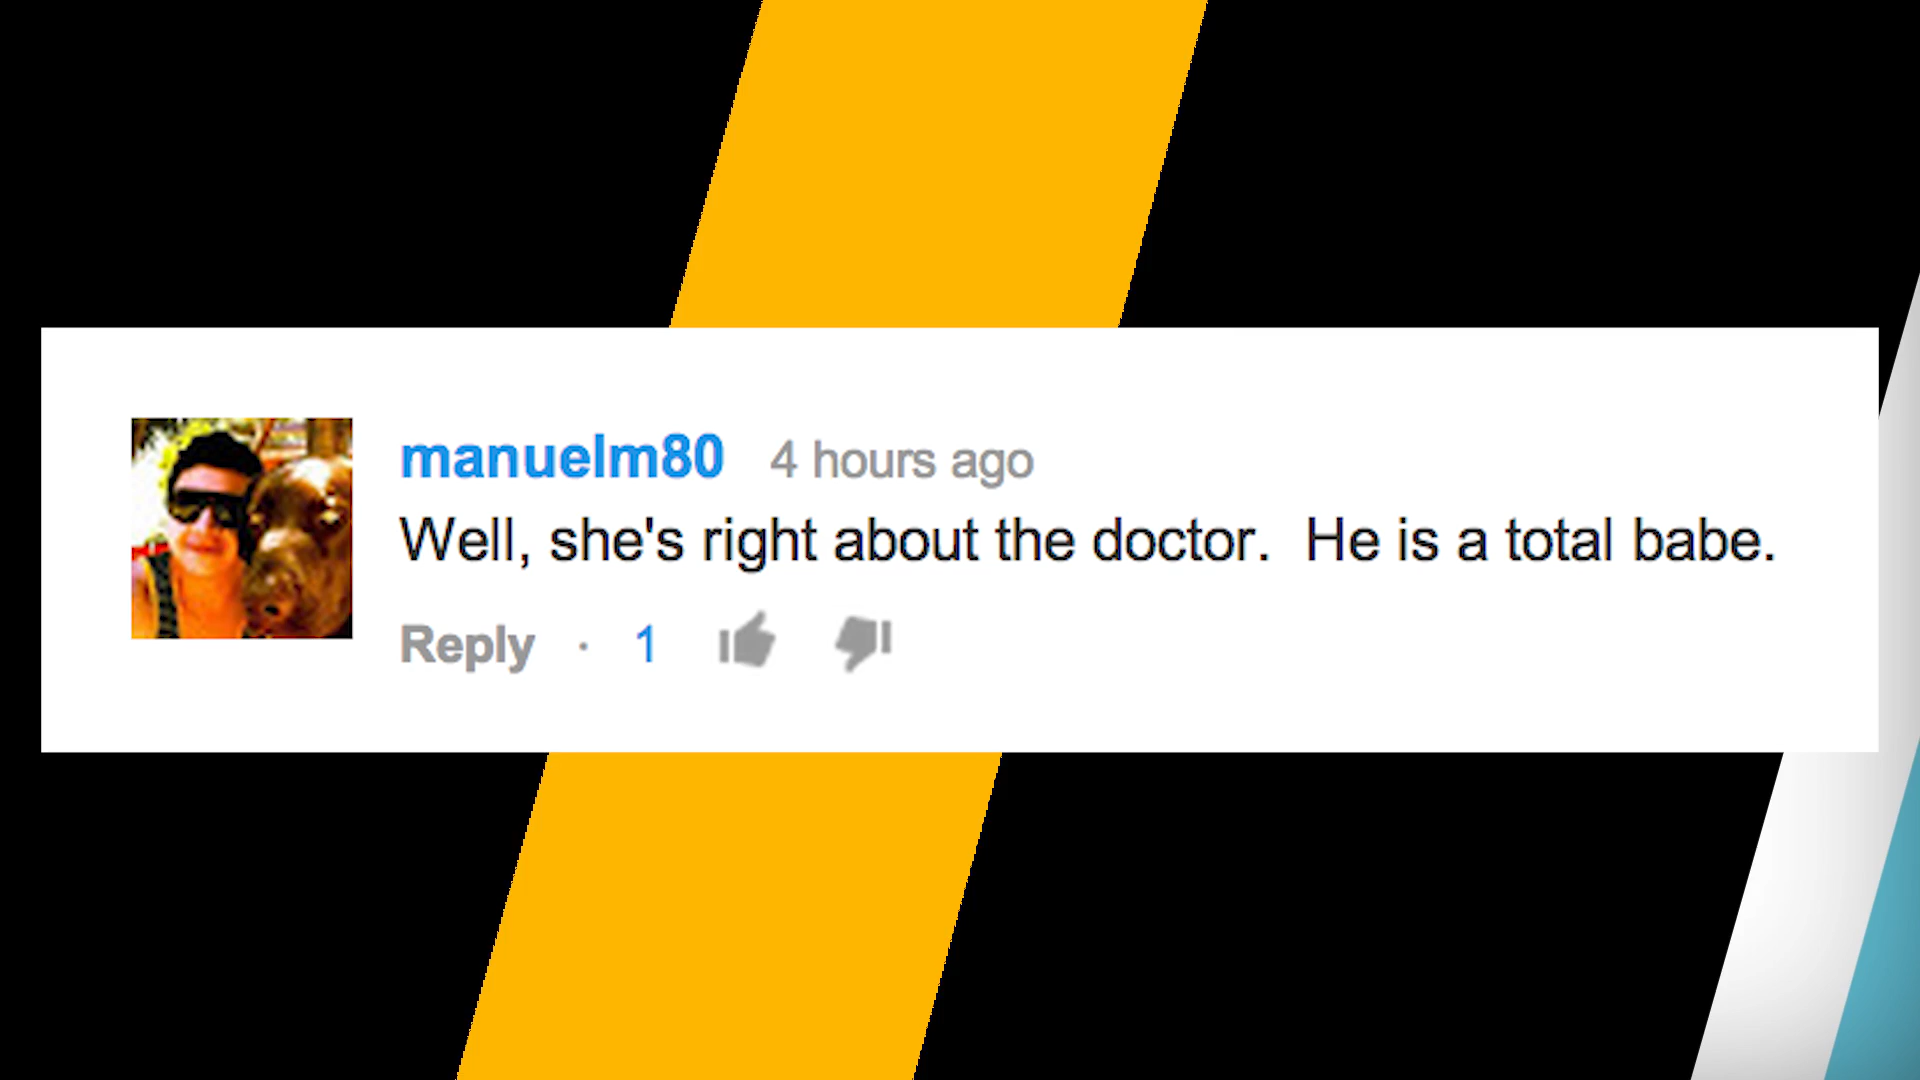 manuelm80 4 hours ago
Well, she's right about the doctor. He is a total babe.
Reply · 1